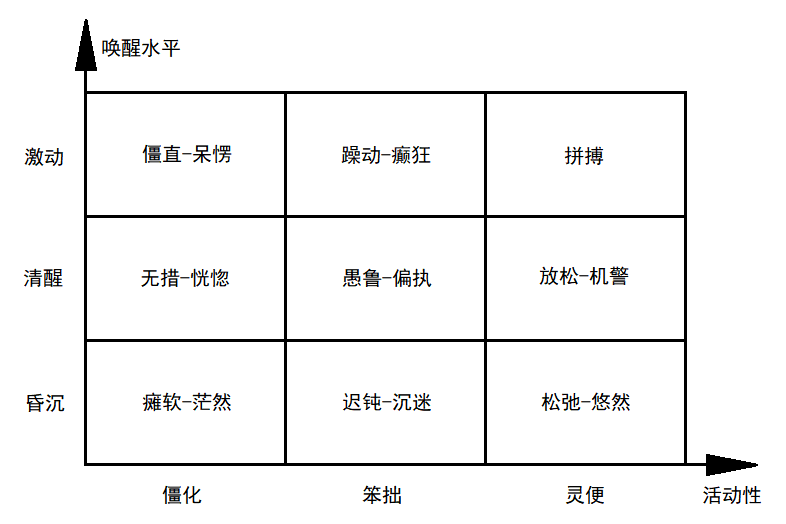 唤醒水平
激动
僵直-呆愣
躁动-癫狂
拼搏
清醒
无措-恍惚
愚鲁-偏执
放松-机警
昏沉
瘫软-茫然
迟钝-沉迷
松弛-悠然
僵化
笨拙
灵便
活动性